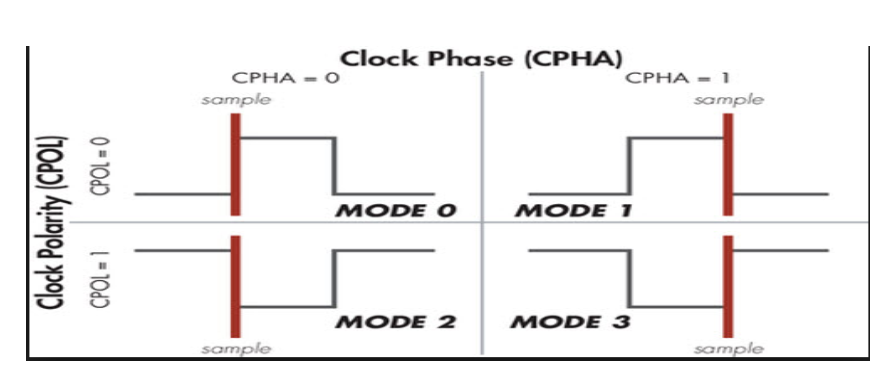 Clock Phase (CPHA)
CPHA = 0
CPHA = 1
sample
sample
Clock Polarity (CPOL)
CPOL = 0
MODE 0
MODE 1
CPOL = 1
MODE 2
MODE 3
sample
sample